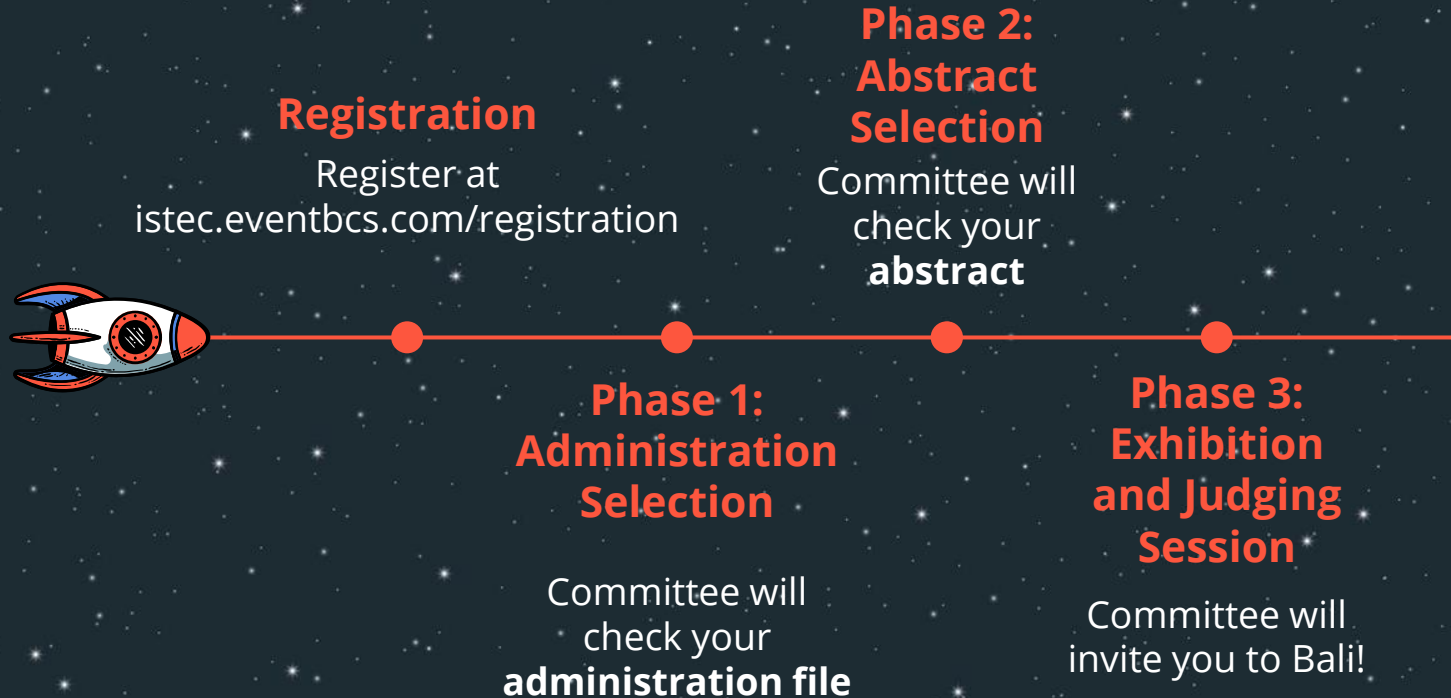 Registration
Register at
istec.eventbcs.com/registration
Phase 1:
Administration
Selection
Committee will
check your
administration file
Phase 2:
Abstract
Selection
Committee will
check your
abstract
Phase 3:
Exhibition
and Judging
Session
Committee will
invite you to Bali!